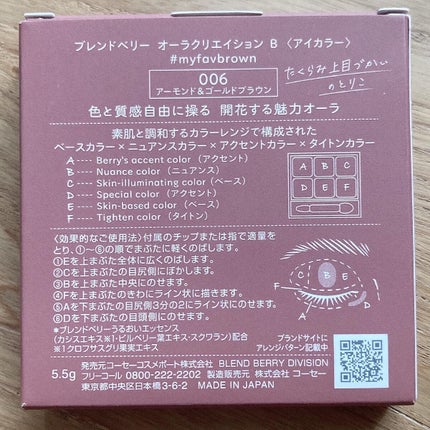 ブレンドベリー オーラクリエイション B 〈アイカラー〉
#myfavbrown
006
アーモンド&ゴールドブラウン
たくらみ上目づかい
のとりこ
色と質感自由に操る 開花する魅力オーラ
素肌と調和するカラーレンジで構成された
ベースカラー×ニュアンスカラー×アクセントカラー×タイトンカラー
A ---- Berry's accent color (アクセント)
B ---- Nuance color (ニュアンス)
C ---- Skin-illuminating color (ベース)
D ---- Special color (アクセント)
E ---- Skin-based color (ベース)
F ---- Tighten color (タイトン)
A B C
D E F
〈効果的なご使用法〉付属のチップまたは指で適量を
とり、①〜⑥の順でまぶたに軽くのばします。
①Eを上まぶた全体に広くのばします。
②Cを上まぶたの目尻側にぼかします。
③Bを上まぶた中央にのせます。
④Fを上まぶたのきわにライン状に描きます。
⑤Aを下まぶたの目尻側3分の2にライン状にのせます。
⑥Dを下まぶたの目頭側にのせます。
*ブレンドベリーうるおいエッセンス
(カシスエキス※1・ビルベリー葉エキス・スクワラン)配合
※1クロフサスグリ果実エキス
C B E
F
A D
ブランドサイトに
アレンジパターン記載中
5.5g
発売元コーセーコスメポート株式会社 BLEND BERRY DIVISION
フリーコール 0800-222-2202 製造販売元 株式会社 コーセー
東京都中央区日本橋3-6-2 MADE IN JAPAN